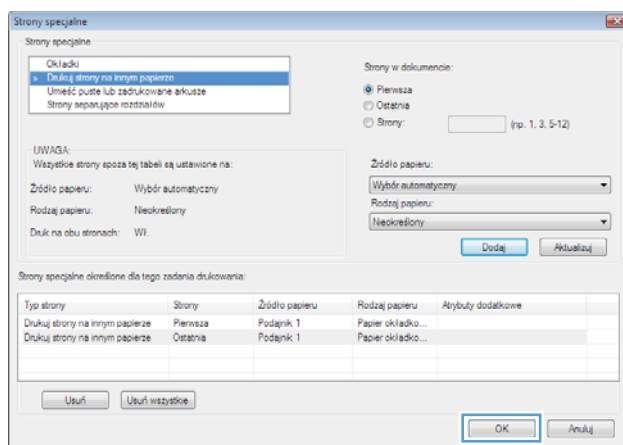 Strony specjalne
Strony specjalne
Okładki
» Drukuj strony na innym papierze
Umieść puste lub zadrukowane arkusze
Strony separujące rozdziałów
Strony w dokumencie:
Pierwsza
Ostatnia
Strony: (np. 1, 3, 5-12)
UWAGA:
Wszystkie strony spoza tej tabeli są ustawione na:
Źródło papieru: Wybór automatyczny
Rodzaj papieru: Nieokreślony
Druk na obu stronach: Wł.
Źródło papieru:
Wybór automatyczny
Rodzaj papieru:
Nieokreślony
Dodaj Aktualizuj
Strony specjalne określone dla tego zadania drukowania:
Typ strony Strony Źródło papieru Rodzaj papieru Atrybuty dodatkowe
Drukuj strony na innym papierze Pierwsza Podajnik 1 Papier okładko...
Drukuj strony na innym papierze Ostatnia Podajnik 1 Papier okładko...
Usuń Usuń wszystkie
OK Anuluj